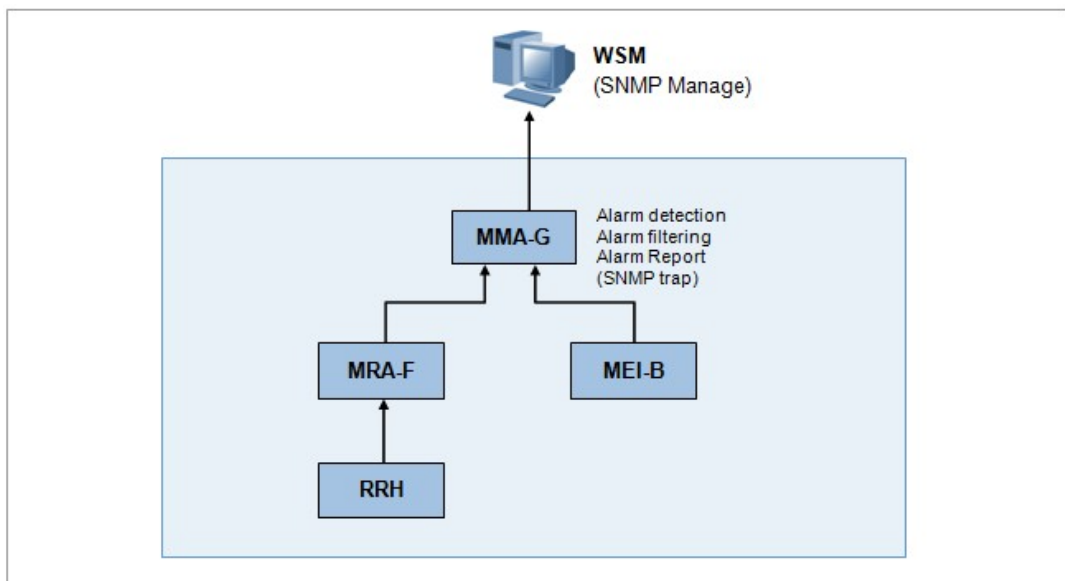 WSM
(SNMP Manage)
MMA-G
Alarm detection
Alarm filtering
Alarm Report
(SNMP trap)
MRA-F
MEI-B
RRH